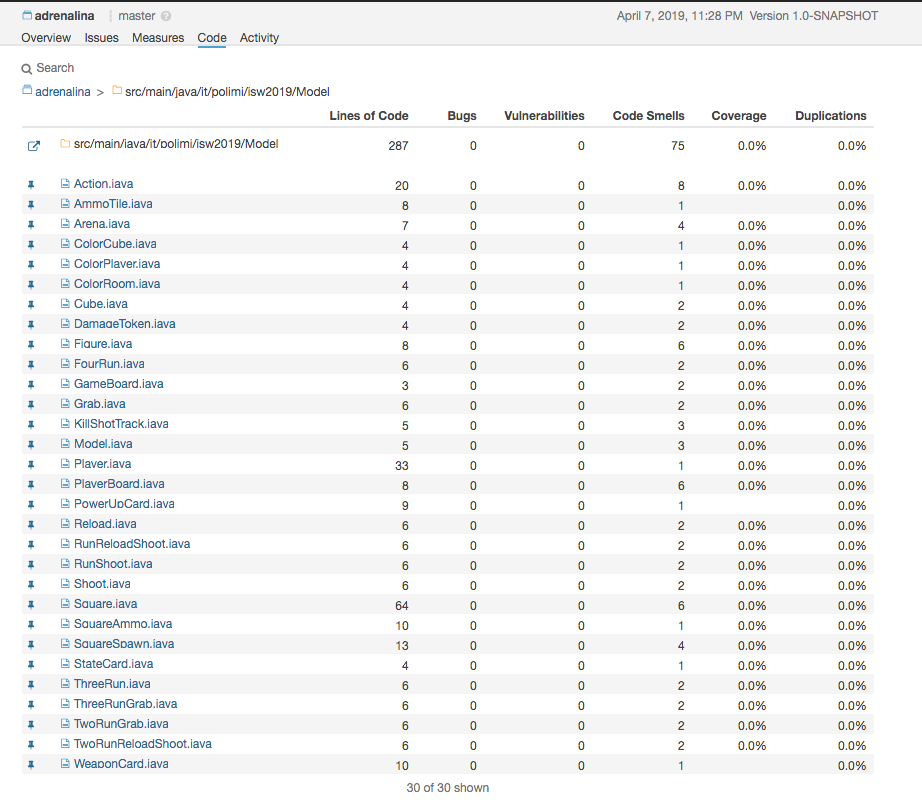 adrenalina master
April 7, 2019, 11:28 PM Version 1.0-SNAPSHOT
Overview Issues Measures Code Activity
Search
adrenalina > src/main/java/it/polimi/isw2019/Model
Lines of Code Bugs Vulnerabilities Code Smells Coverage Duplications
src/main/java/it/polimi/isw2019/Model 287 0 0 75 0.0% 0.0%
Action.java 20 0 0 8 0.0% 0.0%
AmmoTile.java 8 0 0 1 0.0%
Arena.java 7 0 0 4 0.0% 0.0%
ColorCube.java 4 0 0 1 0.0% 0.0%
ColorPlayer.java 4 0 0 1 0.0% 0.0%
ColorRoom.java 4 0 0 1 0.0% 0.0%
Cube.java 4 0 0 2 0.0% 0.0%
DamageToken.java 4 0 0 2 0.0% 0.0%
Figure.java 8 0 0 6 0.0% 0.0%
FourRun.java 6 0 0 2 0.0% 0.0%
GameBoard.java 3 0 0 2 0.0% 0.0%
Grab.java 6 0 0 2 0.0% 0.0%
KillShotTrack.java 5 0 0 3 0.0% 0.0%
Model.java 5 0 0 3 0.0% 0.0%
Player.java 33 0 0 1 0.0% 0.0%
PlayerBoard.java 8 0 0 6 0.0% 0.0%
PowerUpCard.java 9 0 0 1 0.0%
Reload.java 6 0 0 2 0.0% 0.0%
RunReloadShoot.java 6 0 0 2 0.0% 0.0%
RunShoot.java 6 0 0 2 0.0% 0.0%
Shoot.java 6 0 0 2 0.0% 0.0%
Square.java 64 0 0 6 0.0% 0.0%
SquareAmmo.java 10 0 0 1 0.0% 0.0%
SquareSpawn.java 13 0 0 4 0.0% 0.0%
StateCard.java 4 0 0 1 0.0% 0.0%
ThreeRun.java 6 0 0 2 0.0% 0.0%
ThreeRunGrab.java 6 0 0 2 0.0% 0.0%
TwoRunGrab.java 6 0 0 2 0.0% 0.0%
TwoRunReloadShoot.java 6 0 0 2 0.0% 0.0%
WeaponCard.java 10 0 0 1 0.0%
30 of 30 shown